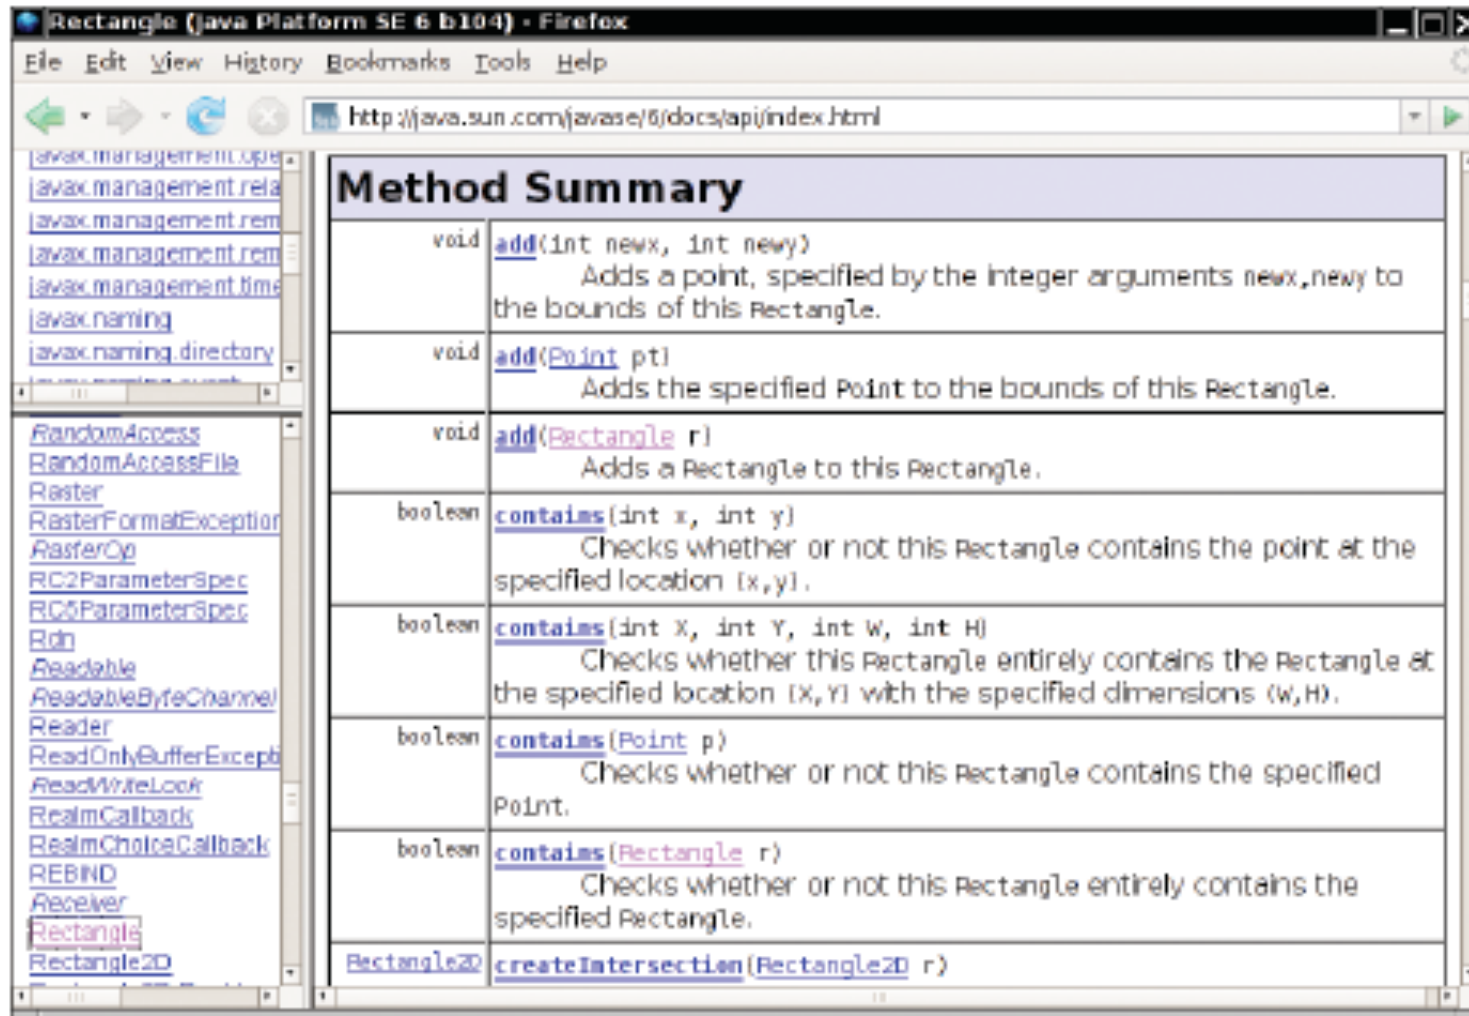 Rectangle (Java Platform SE 6 b104) - Firefox
File Edit View History Bookmarks Tools Help
http://java.sun.com/javase/6/docs/api/index.html
javax.management.ope
javax.management.rela
javax.management.rem
javax.management.rem
javax.management.time
javax.naming
javax.naming.directory
RandomAccess
RandomAccessFile
Raster
RasterFormatException
RasterOp
RC2ParameterSpec
RC5ParameterSpec
Rdn
Readable
ReadableByteChannel
Reader
ReadOnlyBufferExcepti
ReadWriteLock
RealmCallback
RealmChoiceCallback
REBIND
Receiver
Rectangle
Rectangle2D
Method Summary
void add(int newx, int newy)
Adds a point, specified by the integer arguments newx,newy to
the bounds of this Rectangle.
void add(Point pt)
Adds the specified Point to the bounds of this Rectangle.
void add(Rectangle r)
Adds a Rectangle to this Rectangle.
boolean contains(int x, int y)
Checks whether or not this Rectangle contains the point at the
specified location (x,y).
boolean contains(int X, int Y, int W, int H)
Checks whether this Rectangle entirely contains the Rectangle at
the specified location (X,Y) with the specified dimensions (W,H).
boolean contains(Point p)
Checks whether or not this Rectangle contains the specified
Point.
boolean contains(Rectangle r)
Checks whether or not this Rectangle entirely contains the
specified Rectangle.
Rectangle2D createIntersection(Rectangle2D r)